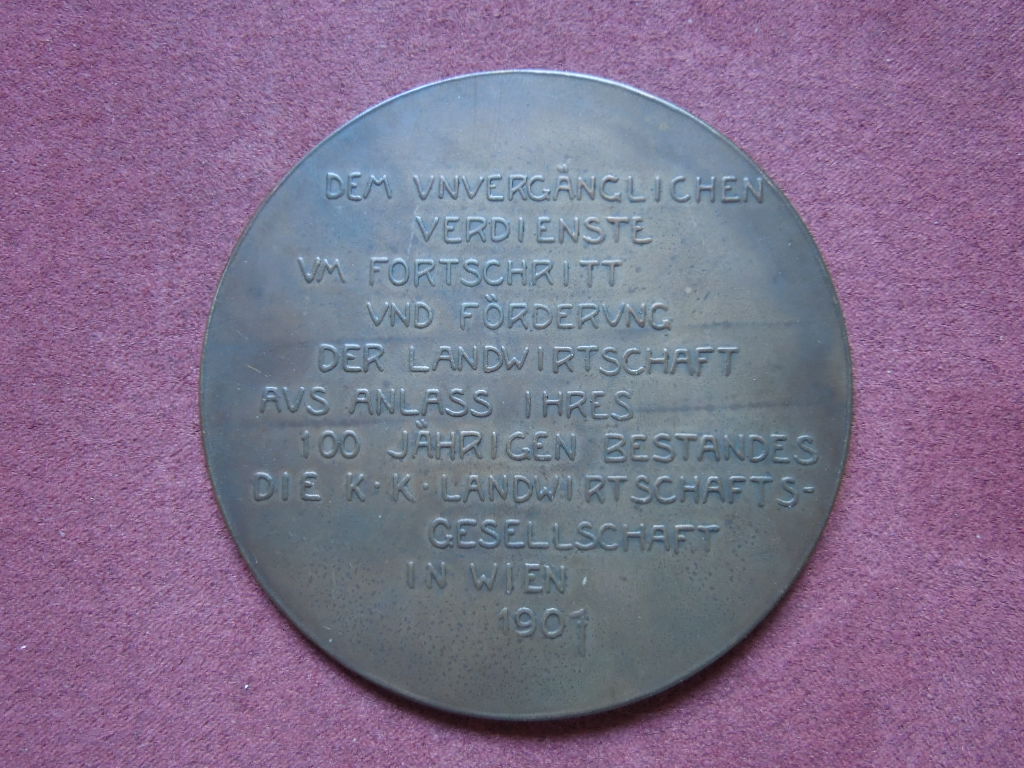 DEM VNVERGÄNGLICHEN
VERDIENSTE
VM FORTSCHRITT
VND FÖRDERVNG
DER LANDWIRTSCHAFT
AVS ANLASS IHRES
100 JÄHRIGEN BESTANDES
DIE K·K·LANDWIRTSCHAFTS-
GESELLSCHAFT
IN WIEN
1907